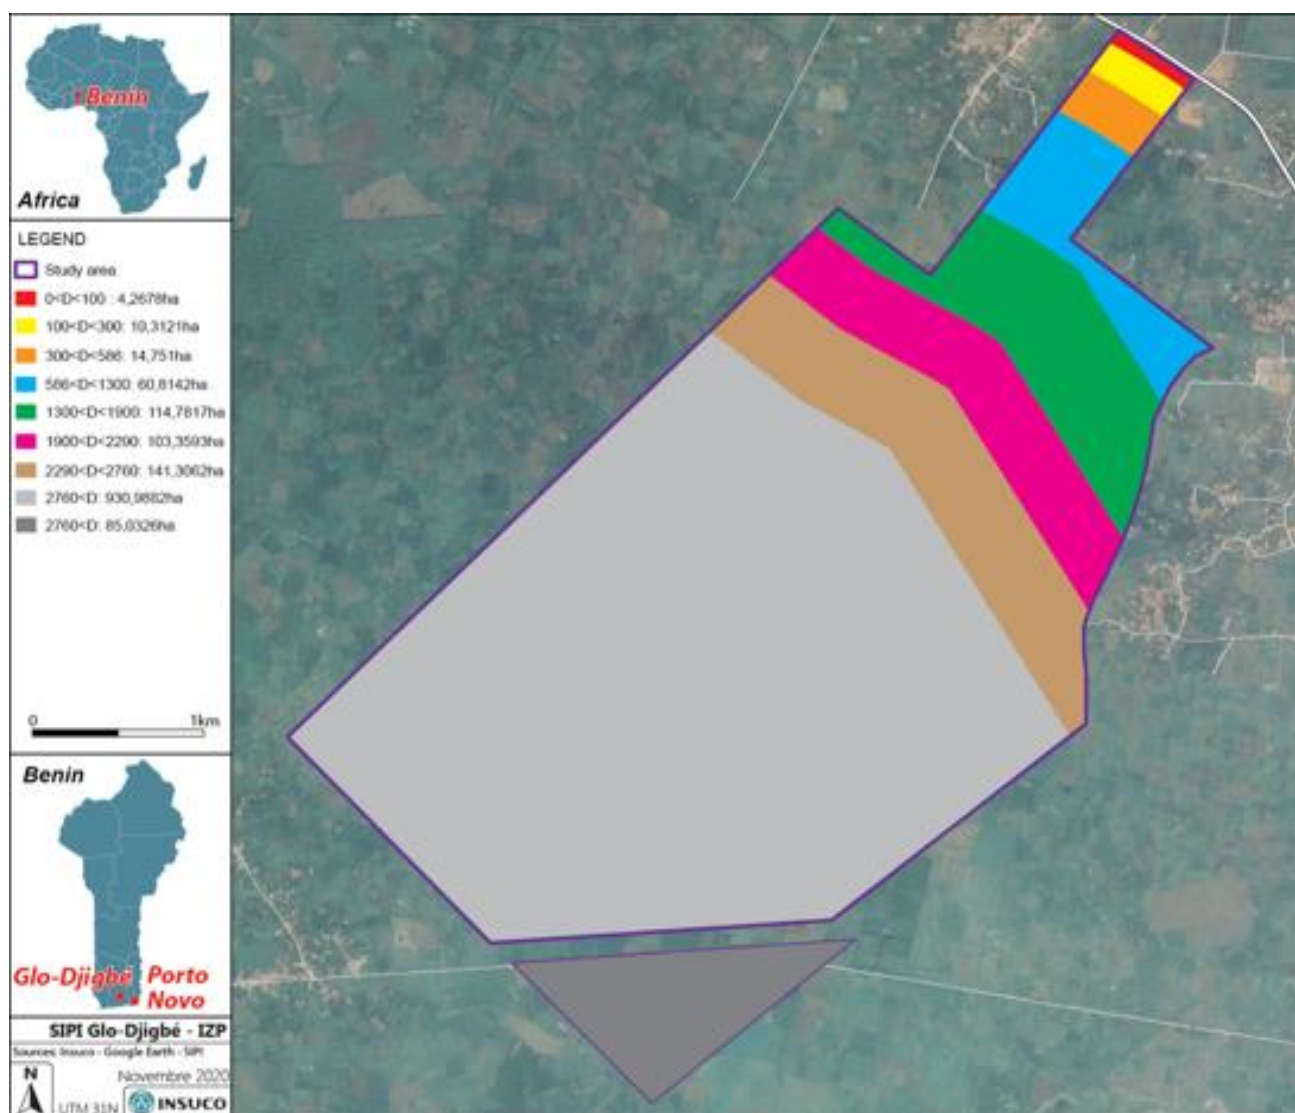 Benin
Africa
LEGEND
Study area
0<D<100 : 4,2678ha
100<D<300: 10,3121ha
300<D<586: 14,751ha
586<D<1300: 60,8142ha
1300<D<1900: 114,7817ha
1900<D<2290: 103,3593ha
2290<D<2760: 141,3062ha
2760<D: 930,9882ha
2760<D: 85,0326ha
0 1km
Benin
Glo-Djigbé Porto
Novo
SIPI Glo-Djigbé - IZP
Sources: Insuco - Google Earth - SIPI
N
Novembre 2020
UTM 31N INSUCO